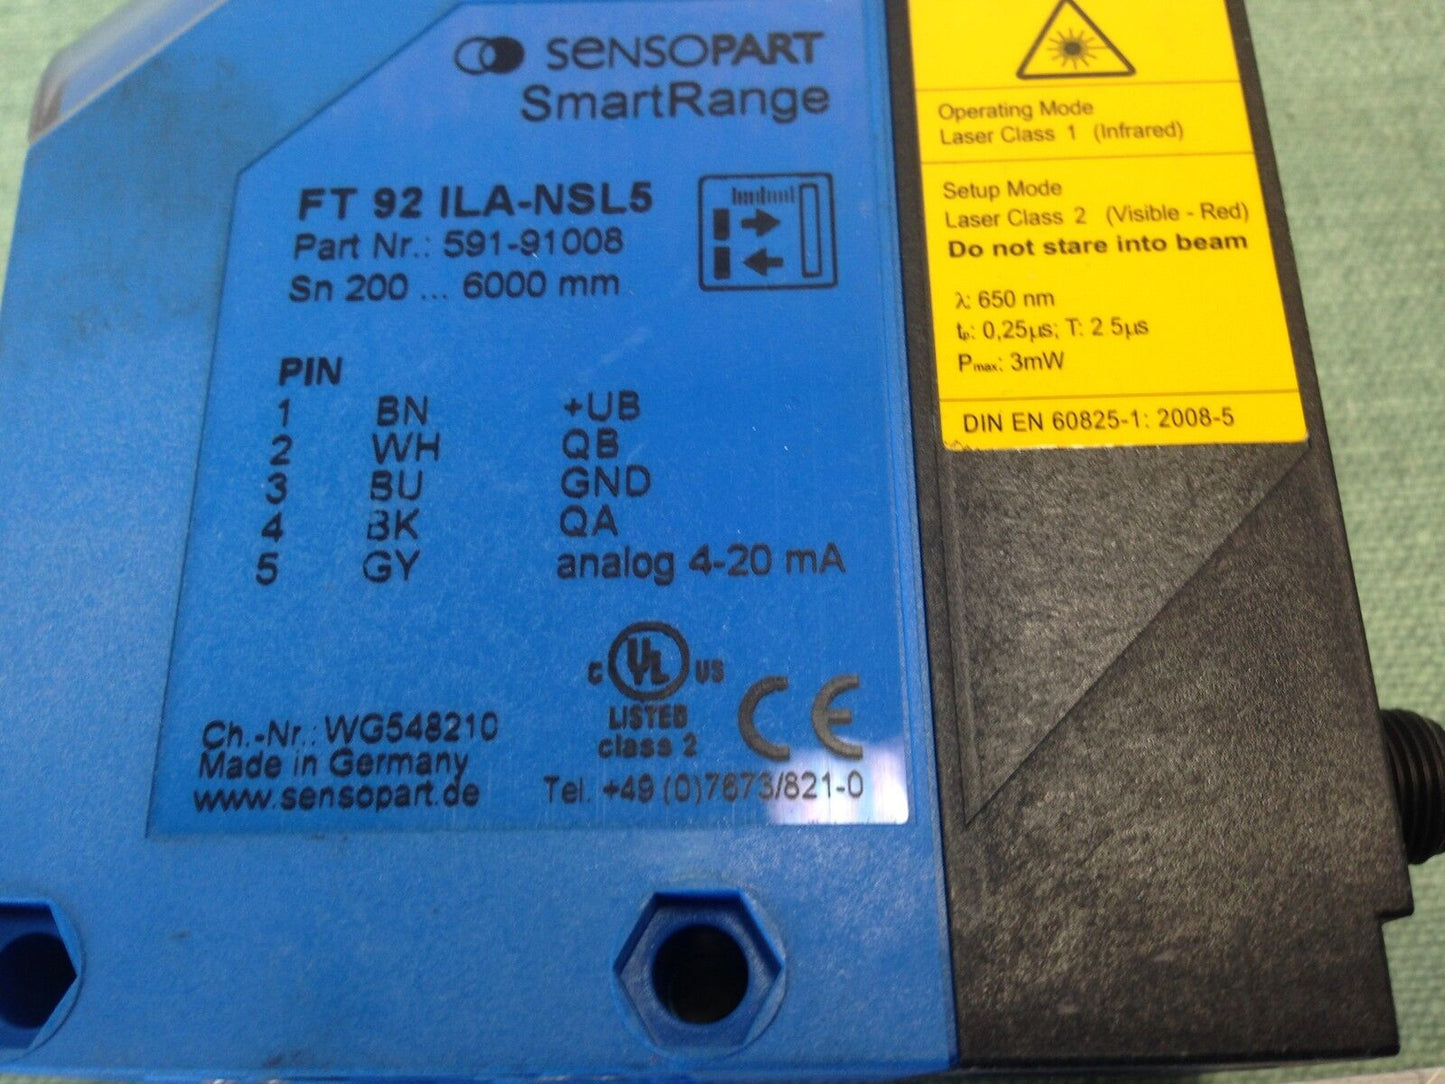 SENSOPART
SmartRange
FT 92 ILA-NSL5
Part Nr.: 591-91008
Sn 200 ... 6000 mm
PIN
1 BN +UB
2 WH QB
3 BU GND
4 BK QA
5 GY analog 4-20 mA
C UL US
LISTED
class 2
CE
Ch.-Nr.: WG548210
Made in Germany
www.sensopart.de
Tel. +49 (0)7673/821-0
Operating Mode
Laser Class 1 (Infrared)
Setup Mode
Laser Class 2 (Visible - Red)
Do not stare into beam
λ: 650 nm
tp: 0,25µs; T: 2 5µs
Pmax: 3mW
DIN EN 60825-1: 2008-5